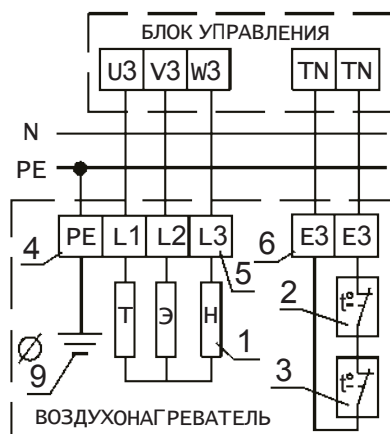 БЛОК УПРАВЛЕНИЯ
U3 V3 W3 TN TN
N
PE
4 PE L1 L2 L3 5 6 E3 E3
Т Э Н 1 t° 2
9 t° 3
ВОЗДУХОНАГРЕВАТЕЛЬ